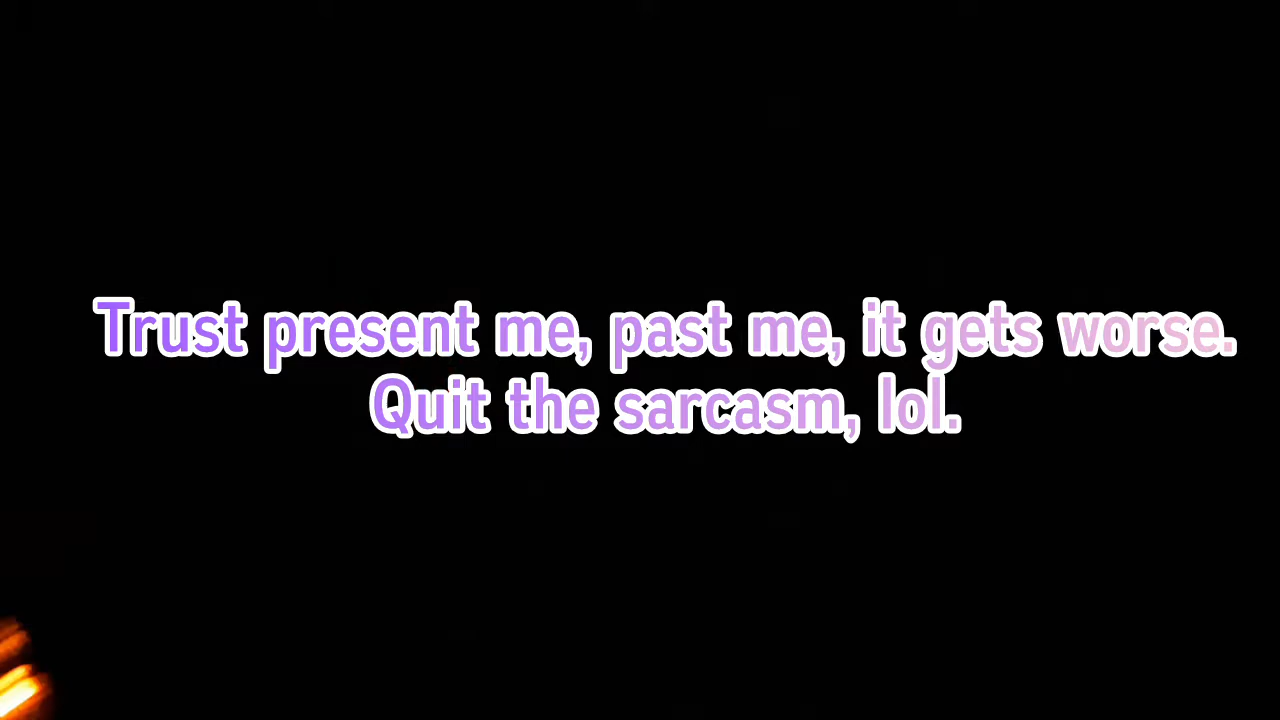 Trust present me, past me, it gets worse.
Quit the sarcasm, lol.